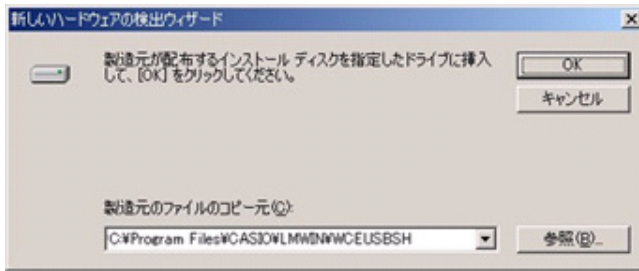 新しいハードウェアの検出ウィザード
製造元が配布するインストール ディスクを指定したドライブに挿入
して、[OK] をクリックしてください。
OK
キャンセル
製造元のファイルのコピー元(C):
C:¥Program Files¥CASIO¥LMWIN¥WCEUSBSH
参照(B)...